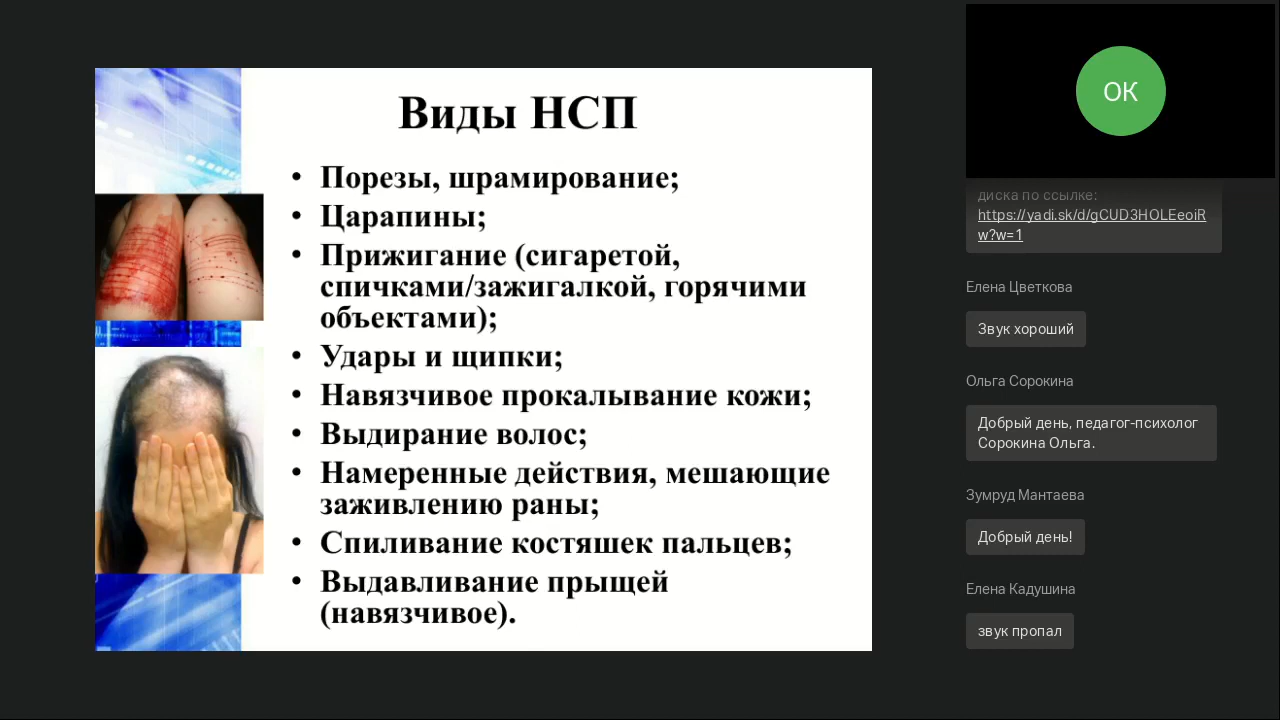 Виды НСП
• Порезы, шрамирование;
• Царапины;
• Прижигание (сигаретой,
спичками/зажигалкой, горячими
объектами);
• Удары и щипки;
• Навязчивое прокалывание кожи;
• Выдирание волос;
• Намеренные действия, мешающие
заживлению раны;
• Спиливание костяшек пальцев;
• Выдавливание прыщей
(навязчивое).
ОК
диска по ссылке:
https://yadi.sk/d/gCUD3HOLEeoiR
w?w=1
Елена Цветкова
Звук хороший
Ольга Сорокина
Добрый день, педагог-психолог
Сорокина Ольга.
Зумруд Мантаева
Добрый день!
Елена Кадушина
звук пропал